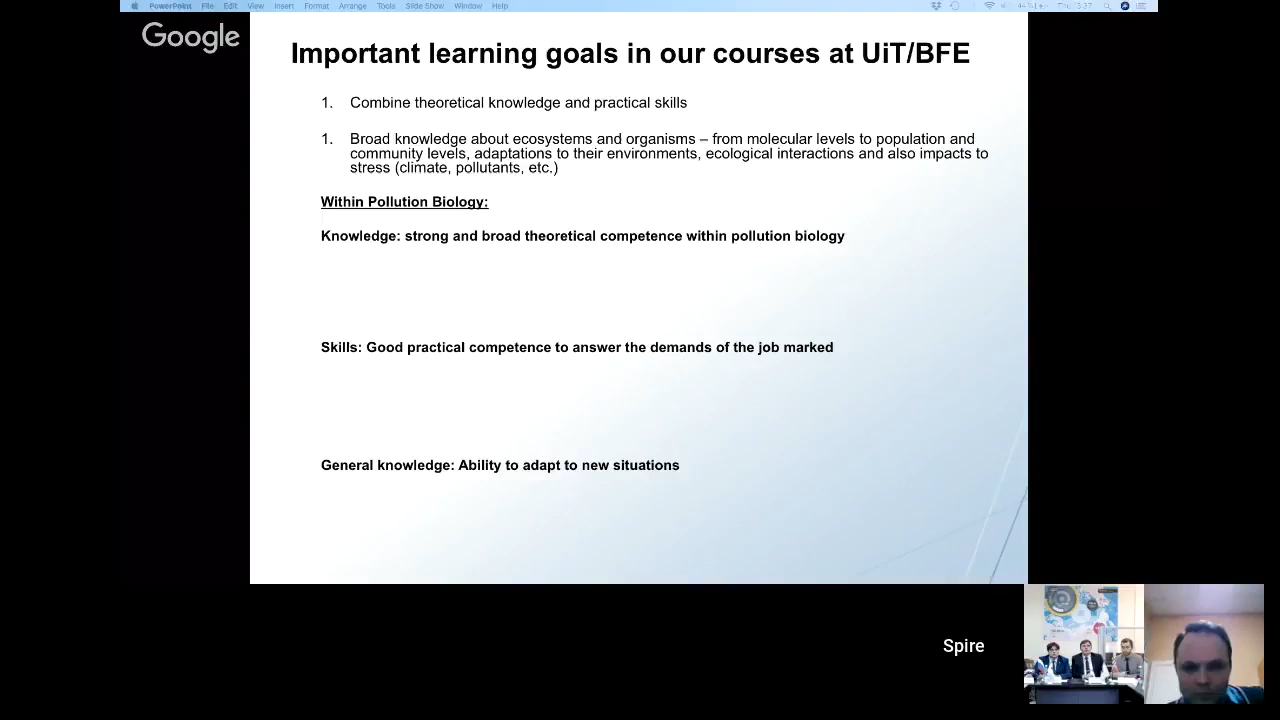 PowerPoint File Edit View Insert Format Arrange Tools Slide Show Window Help
Google
Important learning goals in our courses at UiT/BFE
1. Combine theoretical knowledge and practical skills
1. Broad knowledge about ecosystems and organisms – from molecular levels to population and
community levels, adaptations to their environments, ecological interactions and also impacts to
stress (climate, pollutants, etc.)
Within Pollution Biology:
Knowledge: strong and broad theoretical competence within pollution biology
Skills: Good practical competence to answer the demands of the job marked
General knowledge: Ability to adapt to new situations
Spire